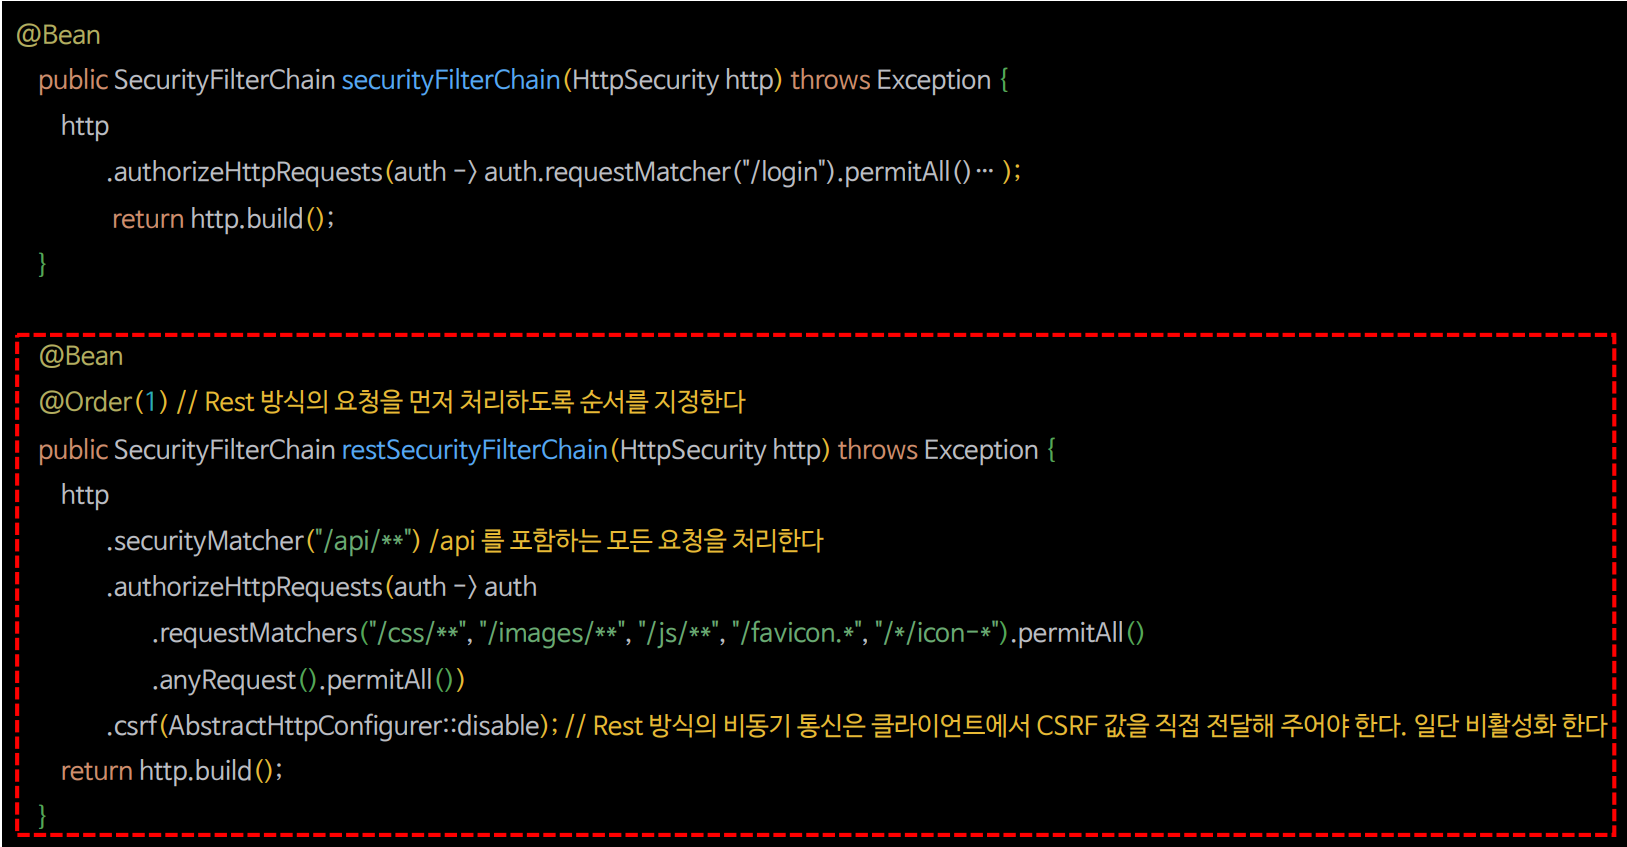 @Bean
public SecurityFilterChain securityFilterChain(HttpSecurity http) throws Exception {
http
.authorizeHttpRequests(auth -> auth.requestMatcher("/login").permitAll()··· );
return http.build();
}
@Bean
@Order(1) // Rest 방식의 요청을 먼저 처리하도록 순서를 지정한다
public SecurityFilterChain restSecurityFilterChain(HttpSecurity http) throws Exception {
http
.securityMatcher("/api/**") /api 를 포함하는 모든 요청을 처리한다
.authorizeHttpRequests(auth -> auth
.requestMatchers("/css/**", "/images/**", "/js/**", "/favicon.*", "/*/icon-*").permitAll()
.anyRequest().permitAll())
.csrf(AbstractHttpConfigurer::disable); // Rest 방식의 비동기 통신은 클라이언트에서 CSRF 값을 직접 전달해 주어야 한다. 일단 비활성화 한다
return http.build();
}